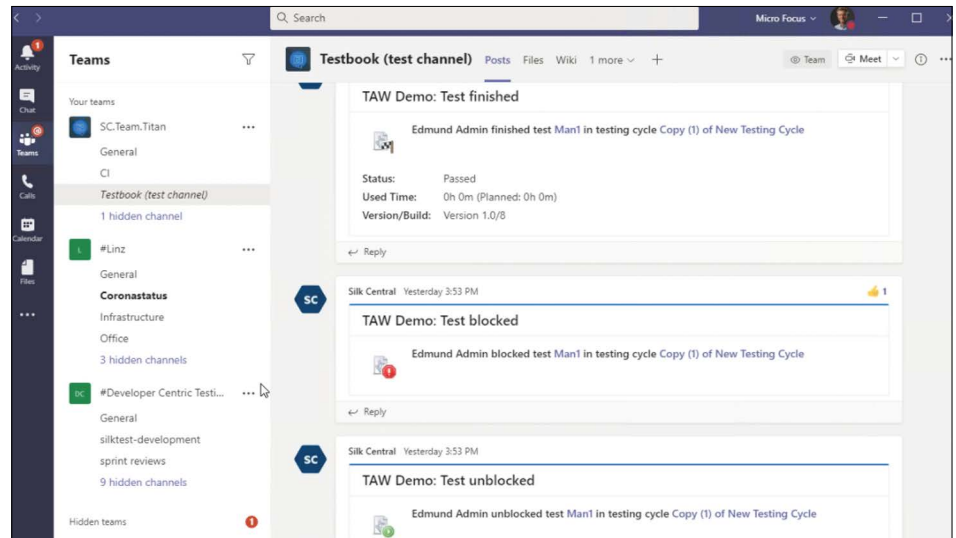 Search
Micro Focus
1
Activity
Chat
Teams
Calls
Calendar
Files
Teams
Your teams
SC.Team.Titan
General
CI
Testbook (test channel)
1 hidden channel
L
#Linz
General
Coronastatus
Infrastructure
Office
3 hidden channels
DC
#Developer Centric Testi...
General
silktest-development
sprint reviews
9 hidden channels
Hidden teams
1
Testbook (test channel)
Posts Files Wiki 1 more
Team
Meet
TAW Demo: Test finished
Edmund Admin finished test Man1 in testing cycle Copy (1) of New Testing Cycle
Status: Passed
Used Time: 0h 0m (Planned: 0h 0m)
Version/Build: Version 1.0/8
Reply
SC
Silk Central Yesterday 3:53 PM
1
TAW Demo: Test blocked
Edmund Admin blocked test Man1 in testing cycle Copy (1) of New Testing Cycle
Reply
SC
Silk Central Yesterday 3:53 PM
TAW Demo: Test unblocked
Edmund Admin unblocked test Man1 in testing cycle Copy (1) of New Testing Cycle